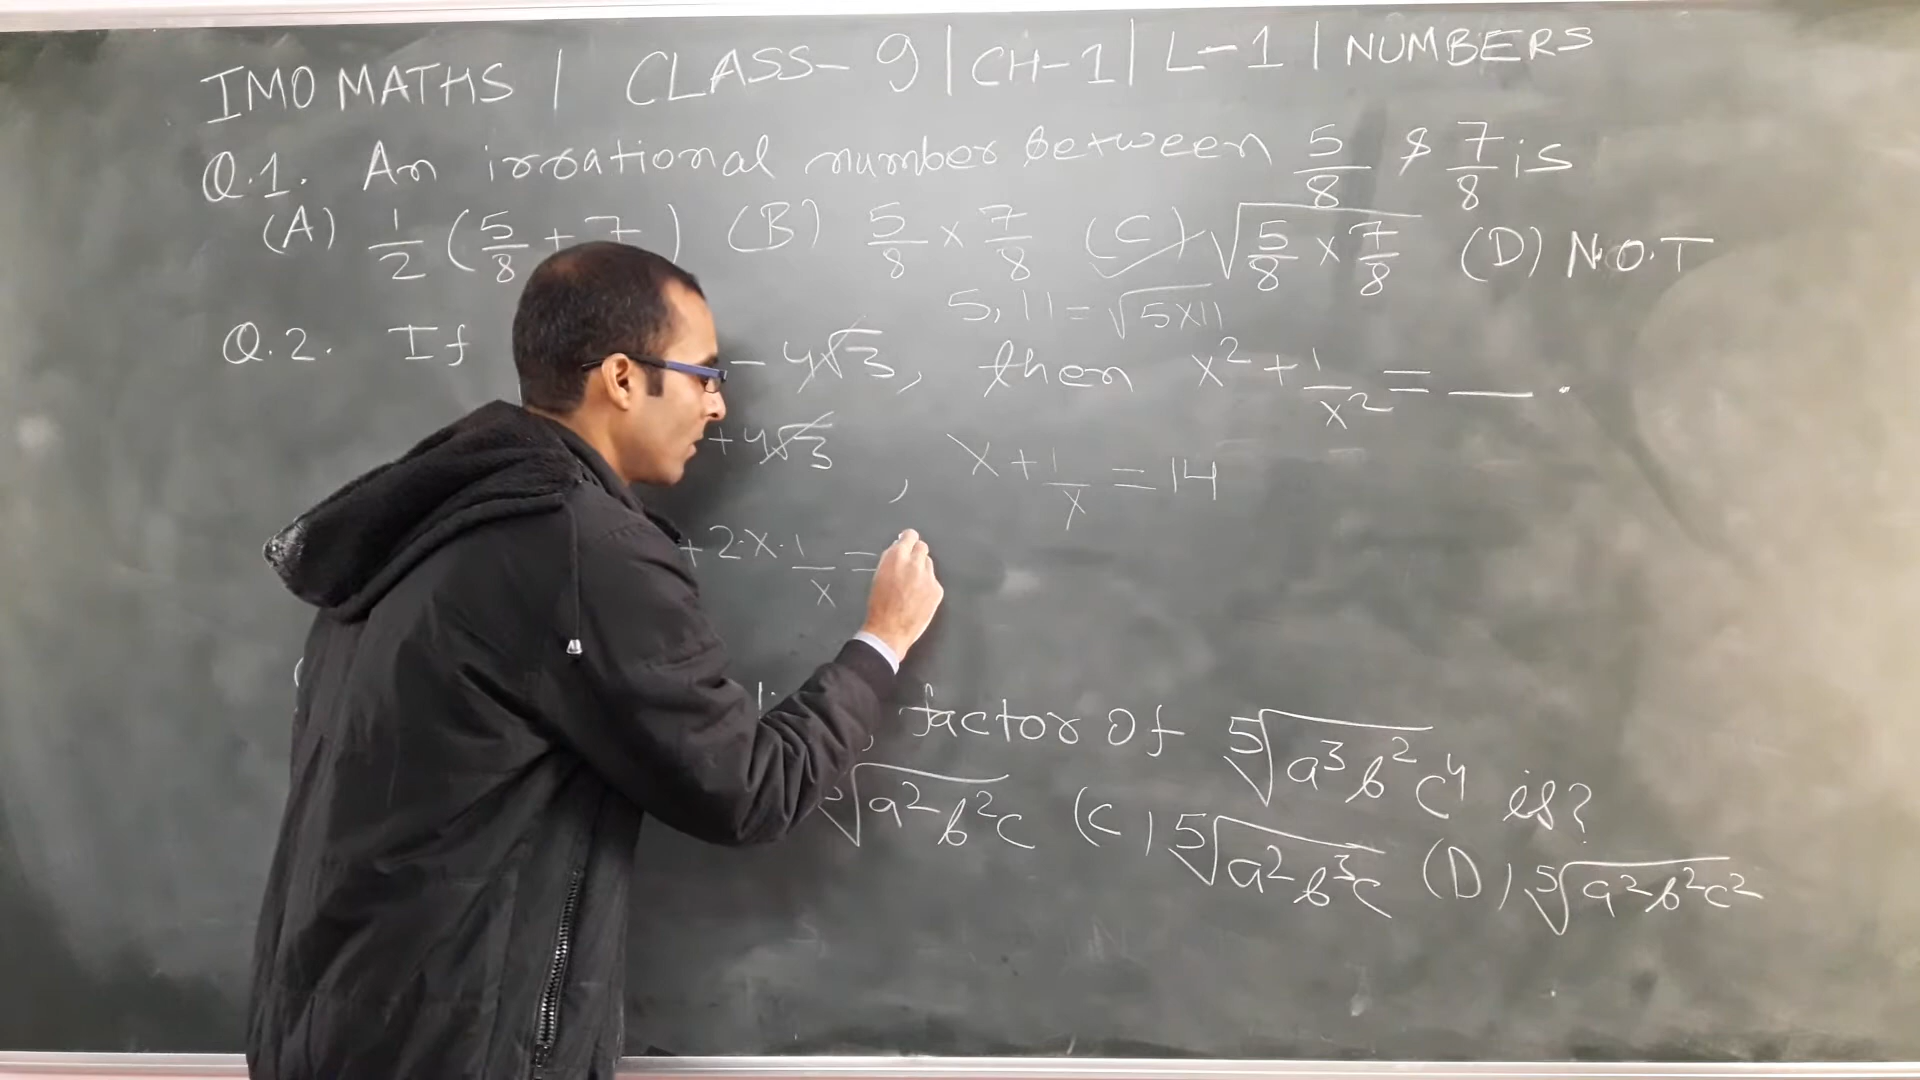 IMO MATHS | CLASS-9 | CH-1 | L-1 | NUMBERS
Q.1. An irrational number between 5/8 & 7/8 is
(A) 1/2 (5/8 + 7 ) (B) 5/8 × 7/8 (C) √(5/8 × 7/8) (D) N.O.T
5, 11 = √5×11
Q.2. If - 4√3, then x² + 1/x² = __.
+ 4√3, x + 1/x = 14
+ 2·x·1/x =
factor of ⁵√a³b²c⁴ is?
√a²b²c (C) ⁵√a²b³c (D) ⁵√a²b²c²